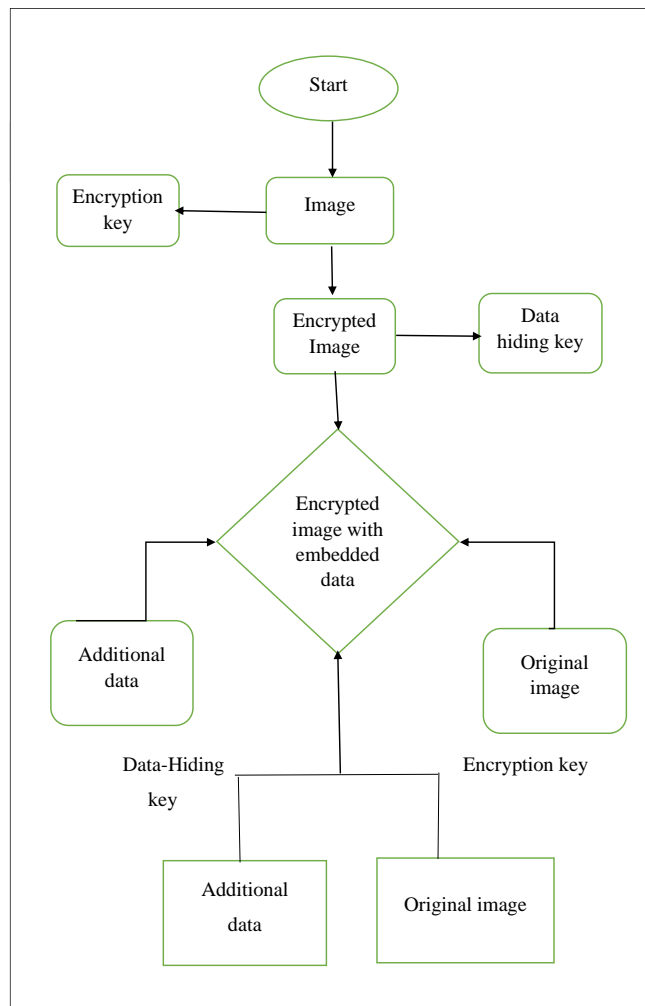 Start
Encryption
key
Image
Encrypted
Image
Data
hiding key
Encrypted
image with
embedded
data
Additional
data
Original
image
Data-Hiding
key
Encryption key
Additional
data
Original image